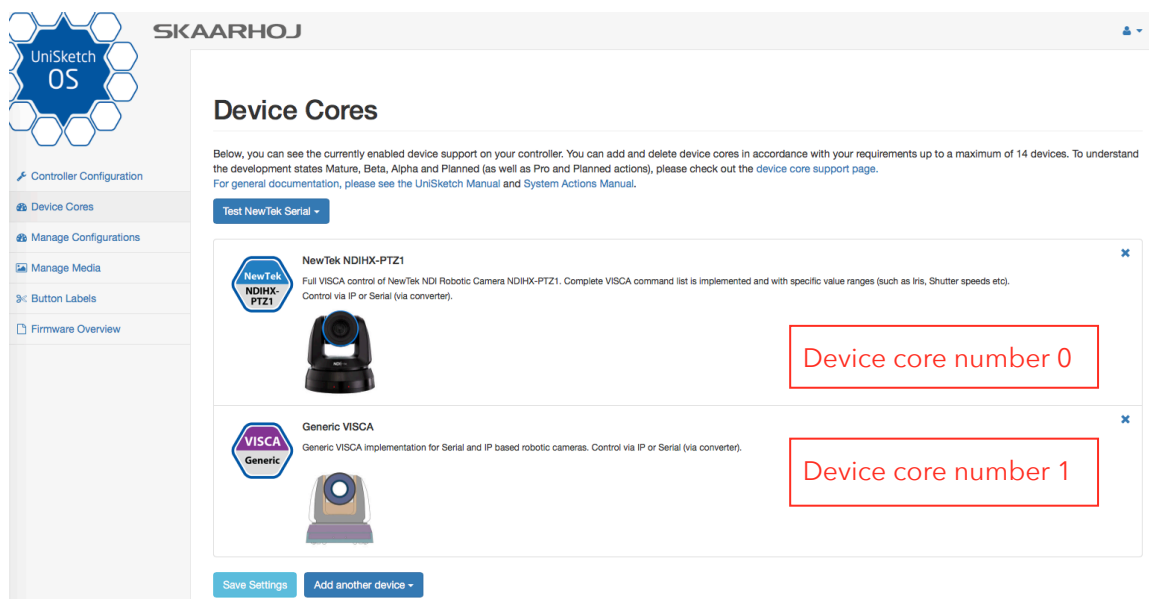 SKAARHOJ
UniSketch
OS
Controller Configuration
Device Cores
Manage Configurations
Manage Media
Button Labels
Firmware Overview
Device Cores
Below, you can see the currently enabled device support on your controller. You can add and delete device cores in accordance with your requirements up to a maximum of 14 devices. To understand
the development states Mature, Beta, Alpha and Planned (as well as Pro and Planned actions), please check out the device core support page.
For general documentation, please see the UniSketch Manual and System Actions Manual.
Test NewTek Serial
NewTek
NDIHX-
PTZ1
NewTek NDIHX-PTZ1
Full VISCA control of NewTek NDI Robotic Camera NDIHX-PTZ1. Complete VISCA command list is implemented and with specific value ranges (such as Iris, Shutter speeds etc).
Control via IP or Serial (via converter).
Device core number 0
VISCA
Generic
Generic VISCA
Generic VISCA implementation for Serial and IP based robotic cameras. Control via IP or Serial (via converter).
Device core number 1
Save Settings
Add another device